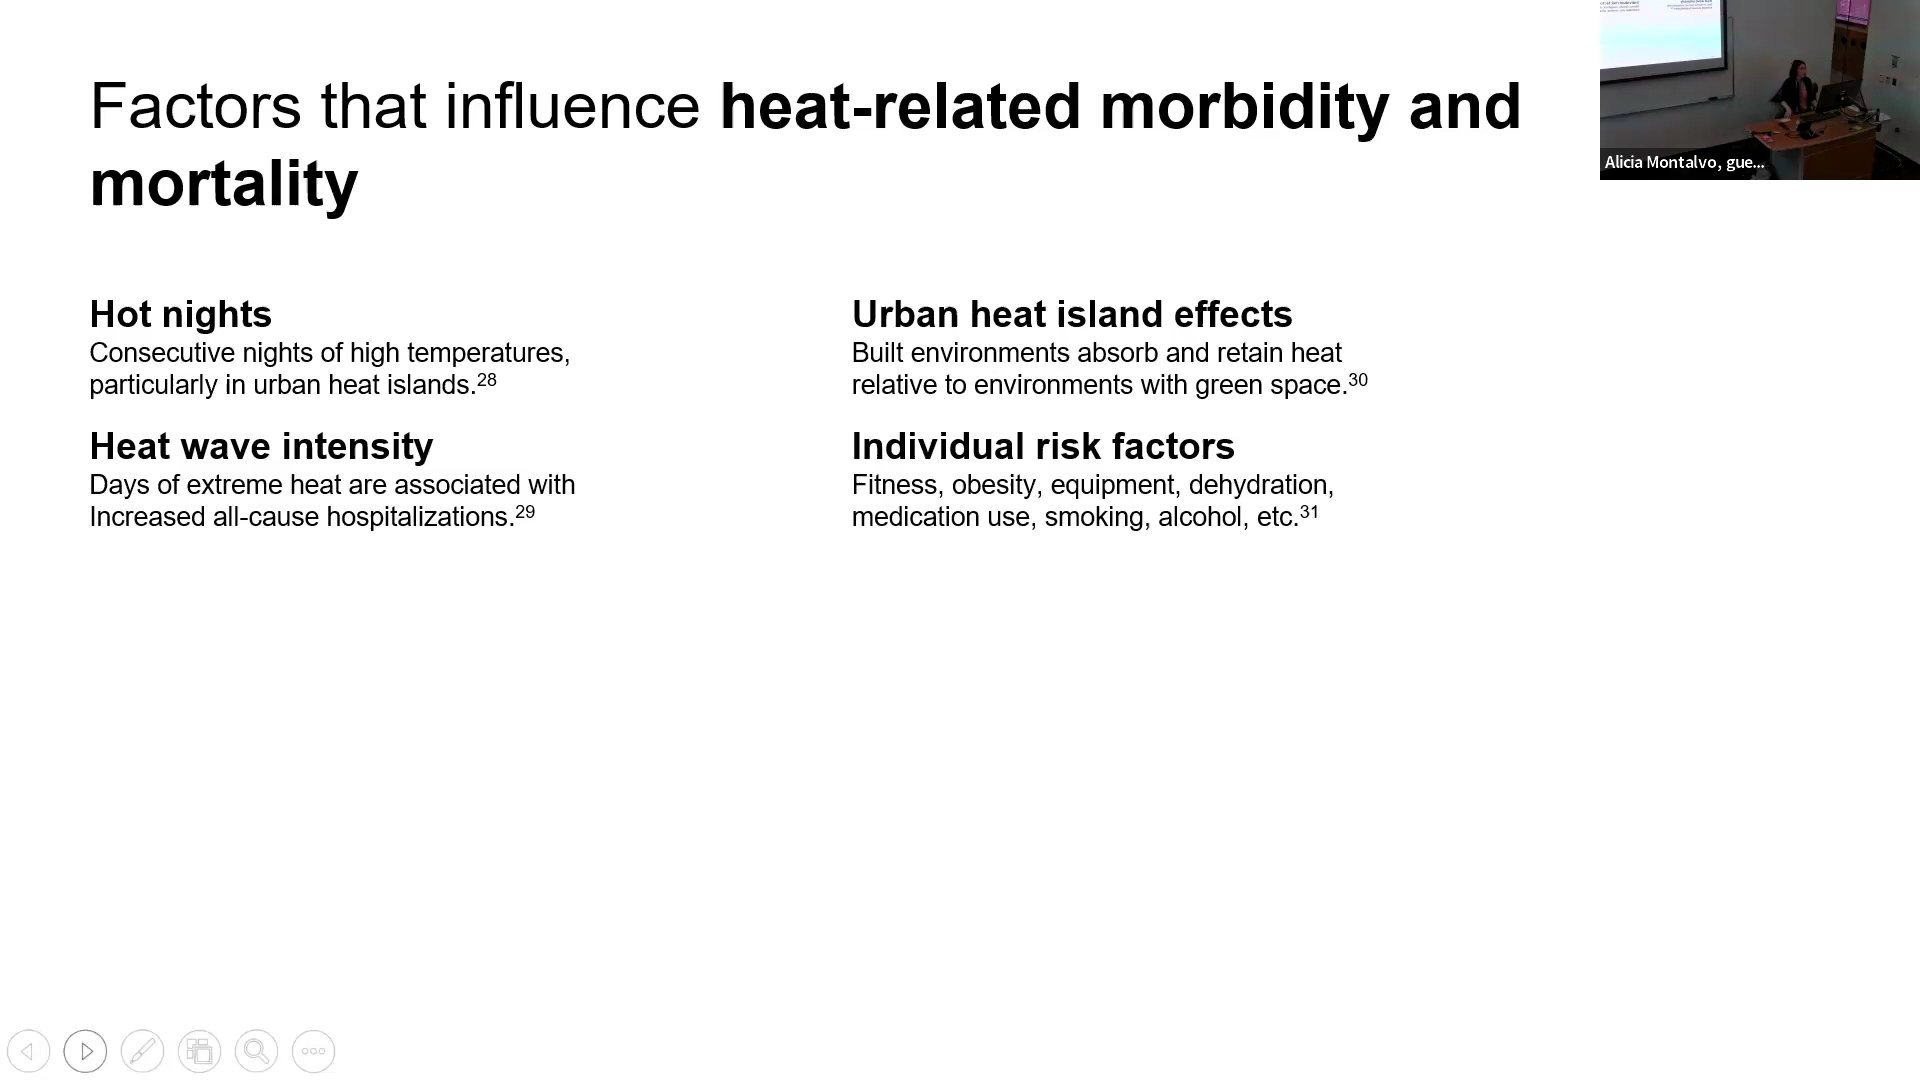 Factors that influence heat-related morbidity and
mortality
Hot nights
Consecutive nights of high temperatures,
particularly in urban heat islands.28
Heat wave intensity
Days of extreme heat are associated with
Increased all-cause hospitalizations.29
Urban heat island effects
Built environments absorb and retain heat
relative to environments with green space.30
Individual risk factors
Fitness, obesity, equipment, dehydration,
medication use, smoking, alcohol, etc.31
Alicia Montalvo, gue...